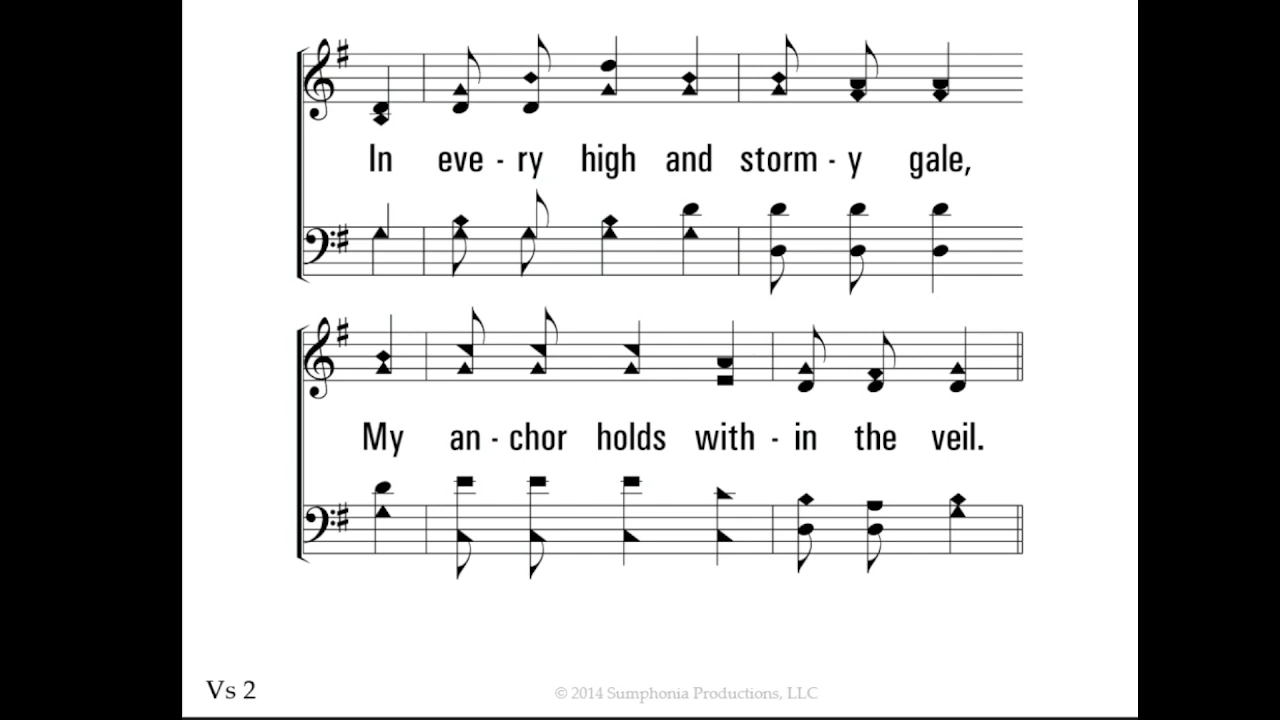 In eve - ry high and storm - y gale,
My an - chor holds with - in the veil.
Vs 2
© 2014 Sumphonia Productions, LLC